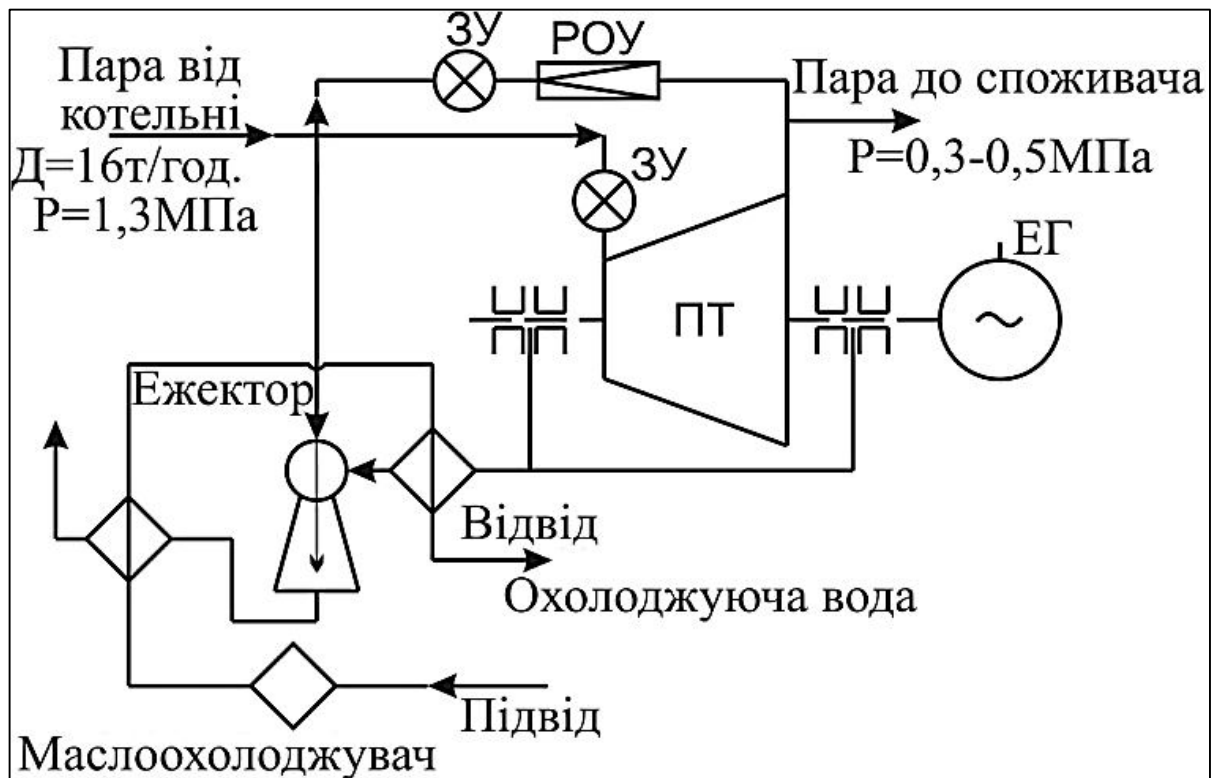 ЗУ
РОУ
Пара від
котельні
Д=16т/год.
Р=1,3МПа
Пара до споживача
Р=0,3-0,5МПа
ЗУ
ЕГ
ПТ
~
Ежектор
Відвід
Охолоджуюча вода
Підвід
Маслоохолоджувач